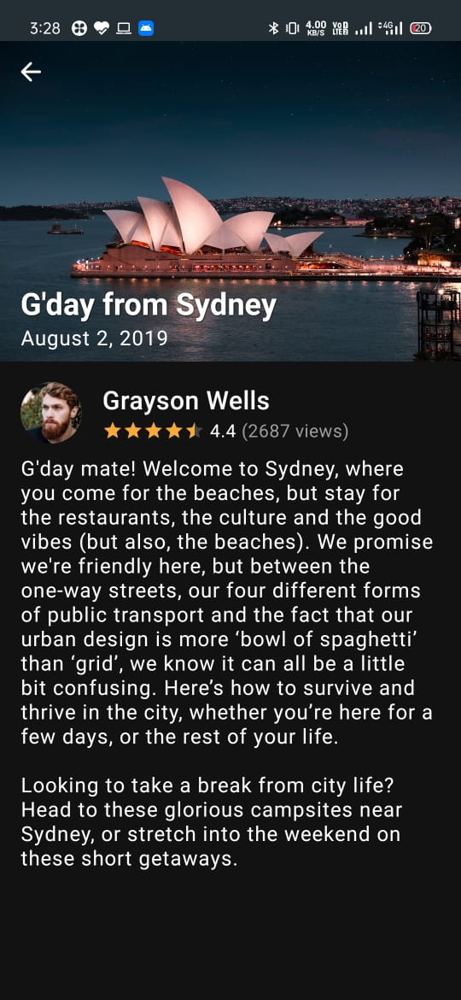 3:28 4.00 KB/S VoD LTE 4G 20
G'day from Sydney
August 2, 2019
Grayson Wells
4.4 (2687 views)
G'day mate! Welcome to Sydney, where
you come for the beaches, but stay for
the restaurants, the culture and the good
vibes (but also, the beaches). We promise
we're friendly here, but between the
one-way streets, our four different forms
of public transport and the fact that our
urban design is more ‘bowl of spaghetti’
than ‘grid’, we know it can all be a little
bit confusing. Here’s how to survive and
thrive in the city, whether you’re here for a
few days, or the rest of your life.
Looking to take a break from city life?
Head to these glorious campsites near
Sydney, or stretch into the weekend on
these short getaways.